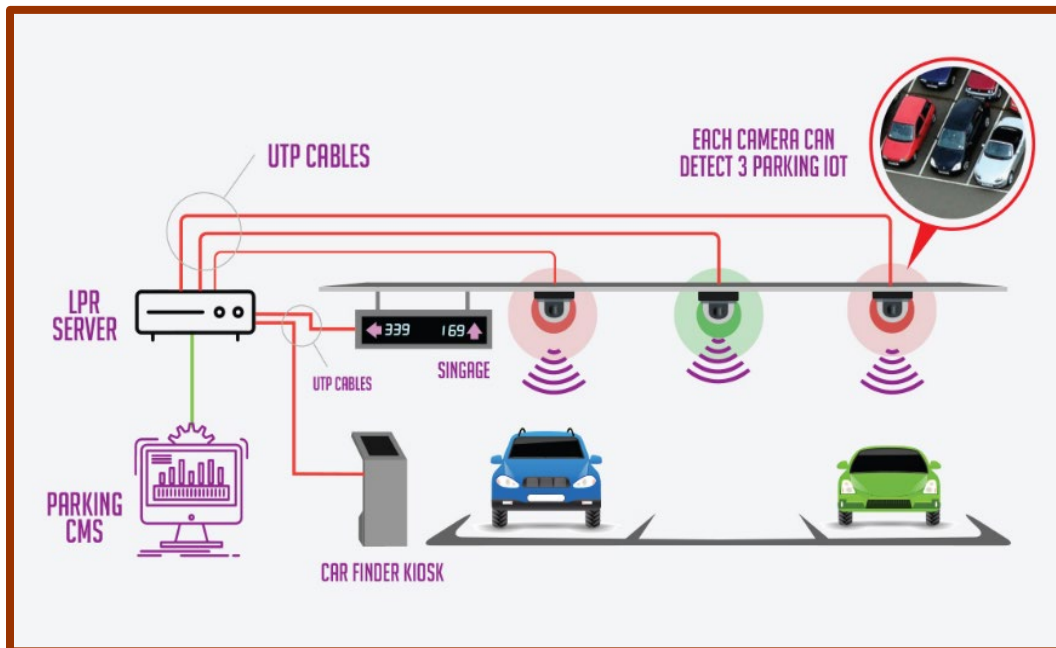 UTP CABLES
EACH CAMERA CAN
DETECT 3 PARKING IOT
LPR
SERVER
339 169
SINGAGE
UTP CABLES
PARKING
CMS
CAR FINDER KIOSK